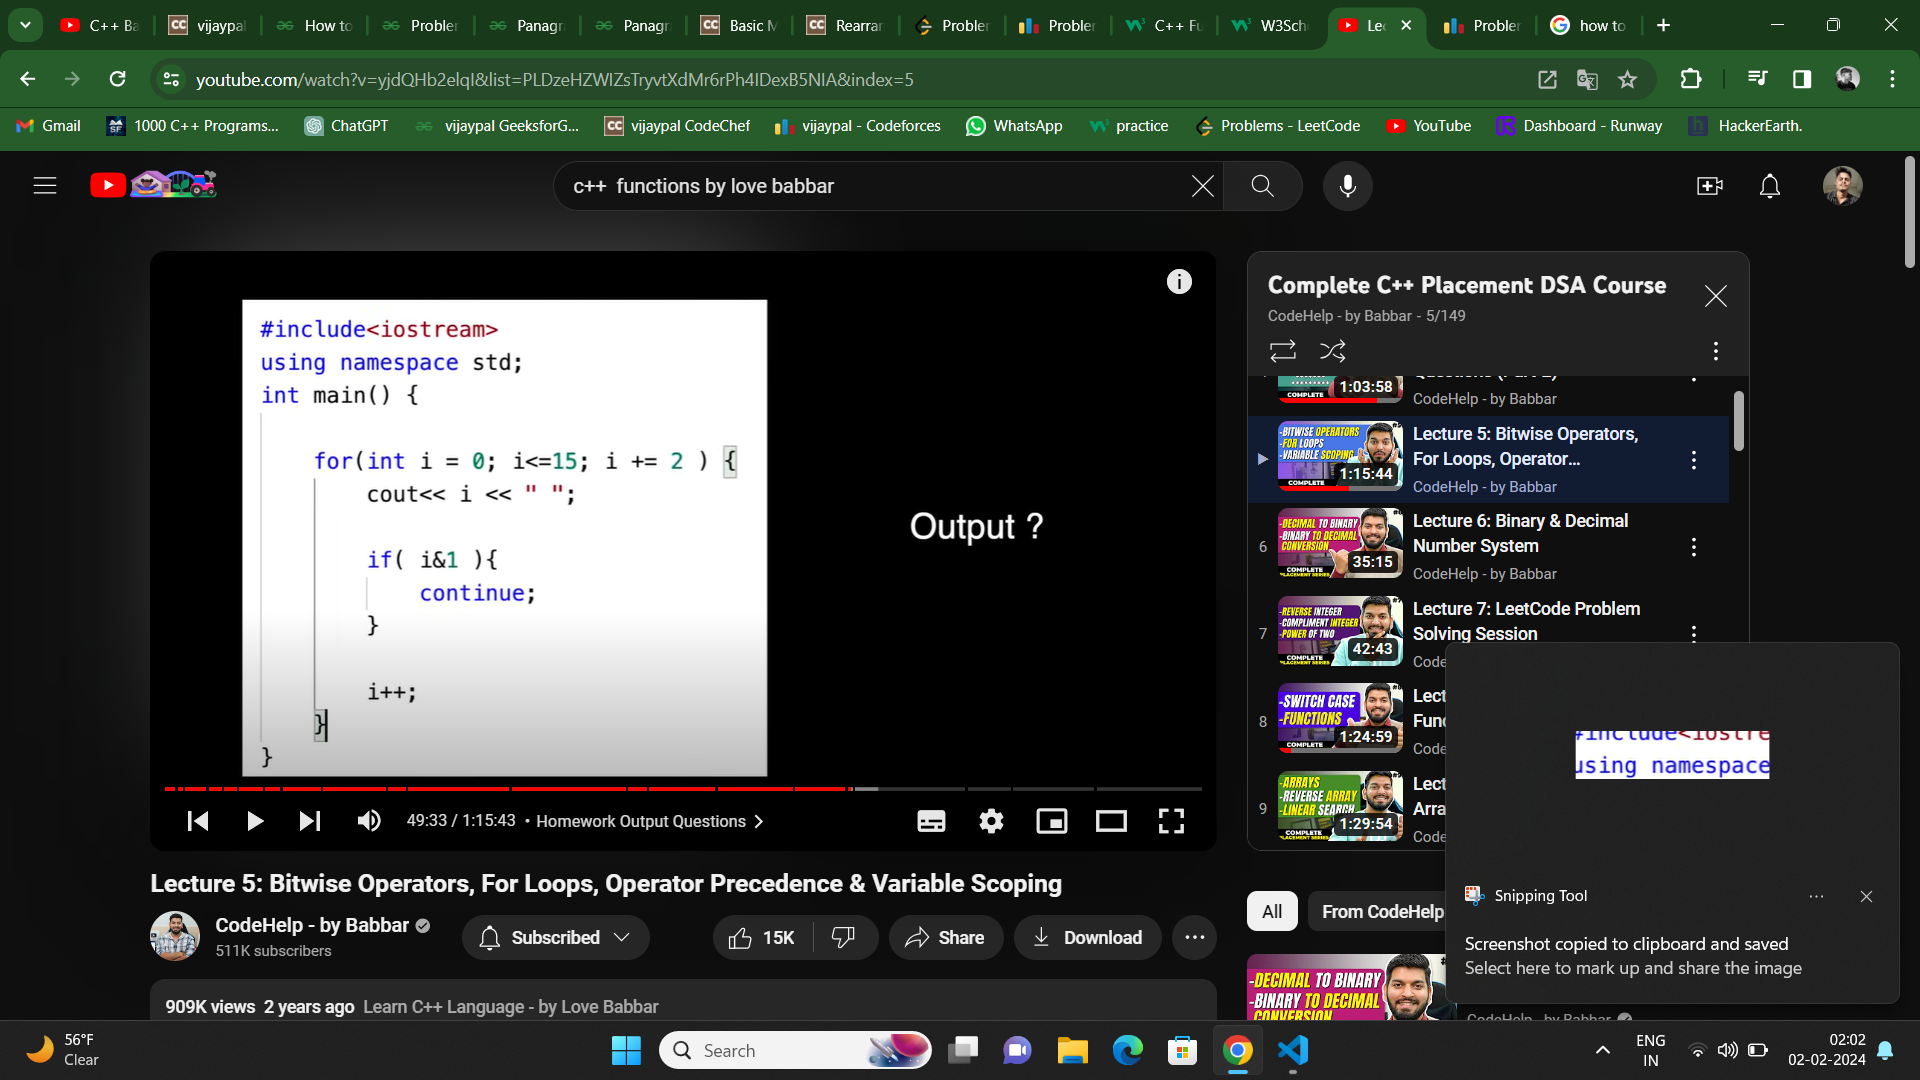 C++ Ba
vijaypal
How to
Probler
Panagr
Panagr
Basic M
Rearrar
Probler
Probler
C++ Fu
W3Sch
Le
Probler
how to
youtube.com/watch?v=yjdQHb2elqI&list=PLDzeHZWIZsTryvtXdMr6rPh4IDexB5NIA&index=5
Gmail
1000 C++ Programs...
ChatGPT
vijaypal GeeksforG...
vijaypal CodeChef
vijaypal - Codeforces
WhatsApp
practice
Problems - LeetCode
YouTube
Dashboard - Runway
HackerEarth.
c++ functions by love babbar
#include<iostream>
using namespace std;
int main() {
for(int i = 0; i<=15; i += 2 ) {
cout<< i << " ";
if( i&1 ){
continue;
}
i++;
}
}
Output ?
49:33 / 1:15:43 • Homework Output Questions
Complete C++ Placement DSA Course
CodeHelp - by Babbar - 5/149
1:03:58
COMPLETE
CodeHelp - by Babbar
-BITWISE OPERATORS
-FOR LOOPS
-VARIABLE SCOPING
1:15:44
COMPLETE
Lecture 5: Bitwise Operators,
For Loops, Operator...
CodeHelp - by Babbar
6
-DECIMAL TO BINARY
-BINARY TO DECIMAL
CONVERSION
35:15
COMPLETE
PLACEMENT SERIES
Lecture 6: Binary & Decimal
Number System
CodeHelp - by Babbar
7
-REVERSE INTEGER
-COMPLIMENT INTEGER
-POWER OF TWO
42:43
COMPLETE
PLACEMENT SERIES
Lecture 7: LeetCode Problem
Solving Session
Code
8
-SWITCH CASE
-FUNCTIONS
1:24:59
COMPLETE
Lect
Func
Code
9
-ARRAYS
-REVERSE ARRAY
-LINEAR SEARCH
1:29:54
COMPLETE
PLACEMENT SERIES
Lect
Arra
Code
#include<iostre
using namespace
Snipping Tool
Screenshot copied to clipboard and saved
Select here to mark up and share the image
Lecture 5: Bitwise Operators, For Loops, Operator Precedence & Variable Scoping
CodeHelp - by Babbar
511K subscribers
Subscribed
15K
Share
Download
All
From CodeHelp
909K views 2 years ago Learn C++ Language - by Love Babbar
-DECIMAL TO BINARY
-BINARY TO DECIMAL
CONVERSION
CodeHelp - by Babbar
56°F
Clear
Search
ENG
IN
02:02
02-02-2024